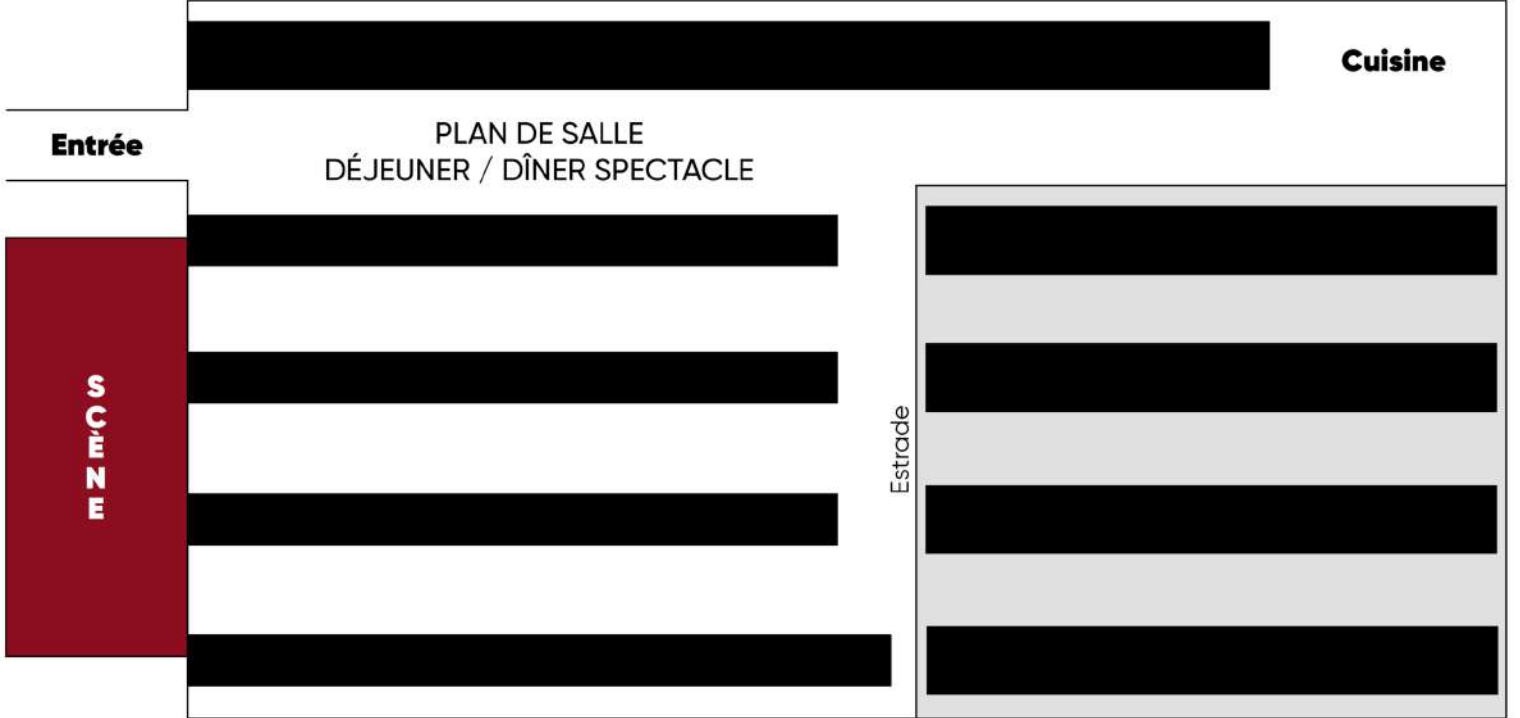 Cuisine
Entrée
PLAN DE SALLE
DÉJEUNER / DÎNER SPECTACLE
SCÈNE
Estrade